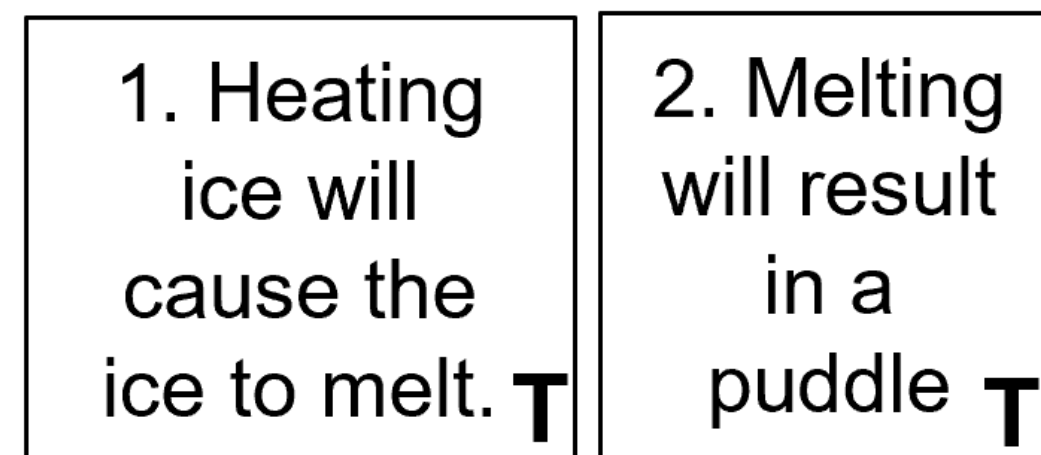 1. Heating
ice will
cause the
ice to melt. T
2. Melting
will result
in a
puddle T